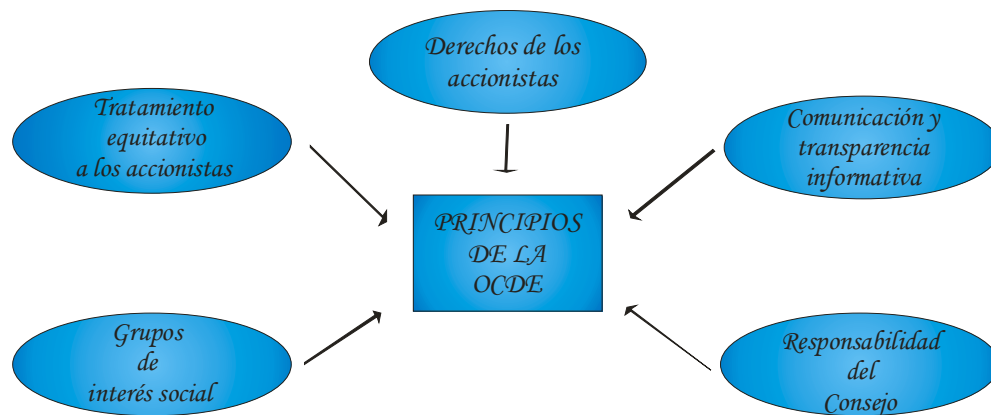 Derechos de los
accionistas
Tratamiento
equitativo
a los accionistas
Comunicación y
transparencia
informativa
PRINCIPIOS
DE LA
OCDE
Grupos
de
interés social
Responsabilidad
del
Consejo